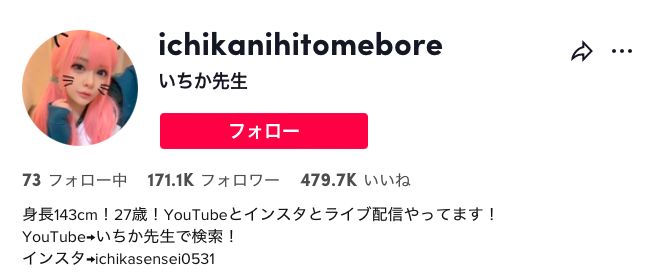 ichikanihitomebore
いちか先生
フォロー
73 フォロー中 171.1K フォロワー 479.7K いいね
身長143cm！27歳！YouTubeとインスタとライブ配信やってます！
YouTube➡いちか先生で検索！
インスタ➡ichikasensei0531